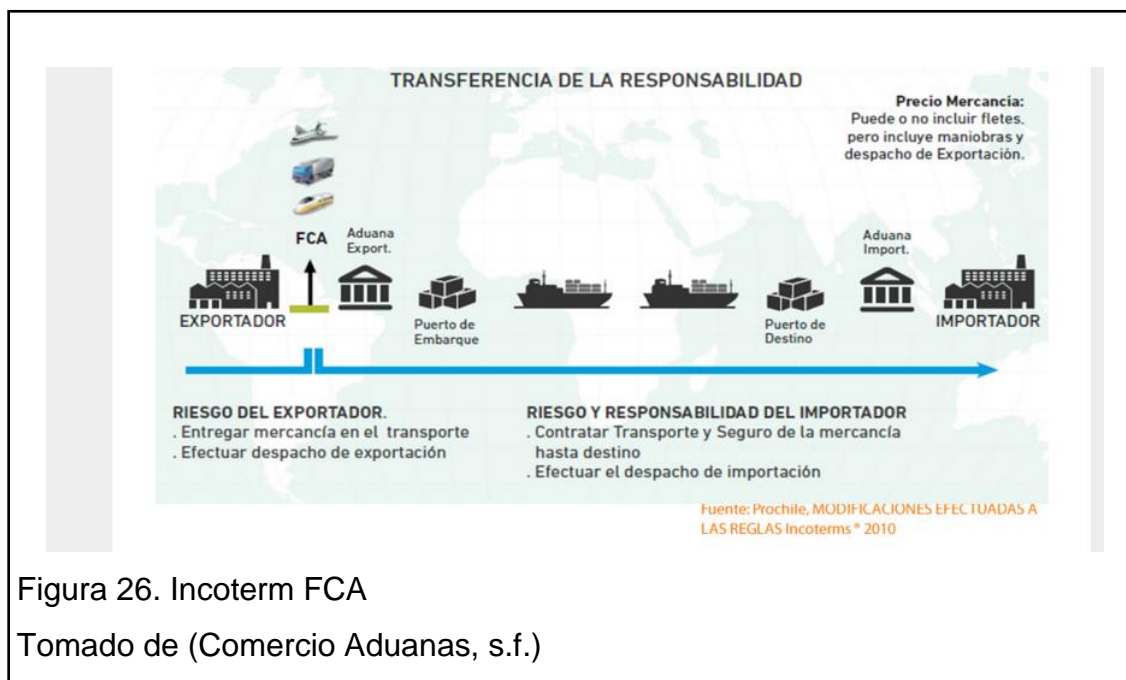 TRANSFERENCIA DE LA RESPONSABILIDAD
Precio Mercancía:
Puede o no incluir fletes,
pero incluye maniobras y
despacho de Exportación.
FCA
Aduana
Export.
Aduana
Import.
EXPORTADOR
Puerto de
Embarque
Puerto de
Destino
IMPORTADOR
RIESGO DEL EXPORTADOR.
. Entregar mercancía en el transporte
. Efectuar despacho de exportación
RIESGO Y RESPONSABILIDAD DEL IMPORTADOR
. Contratar Transporte y Seguro de la mercancía
hasta destino
. Efectuar el despacho de importación
Fuente: Prochile, MODIFICACIONES EFECTUADAS A
LAS REGLAS Incoterms ® 2010
Figura 26. Incoterm FCA
Tomado de (Comercio Aduanas, s.f.)